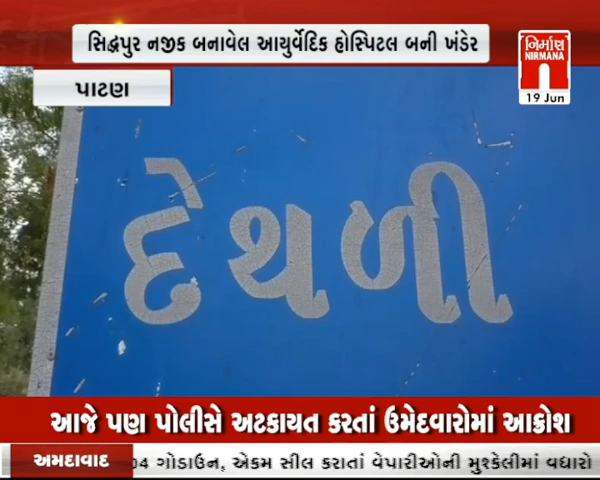 સિદ્ધપુર નજીક બનાવેલ આયુર્વેદિક હોસ્પિટલ બની ખંડેર
નિર્માણ
NIRMANA
19 Jun
પાટણ
દેથળી
આજે પણ પોલીસે અટકાયત કરતાં ઉમેદવારોમાં આક્રોશ
અમદાવાદ
04 ગોડાઉન, એકમ સીલ કરાતાં વેપારીઓની મુશ્કેલીમાં વધારો